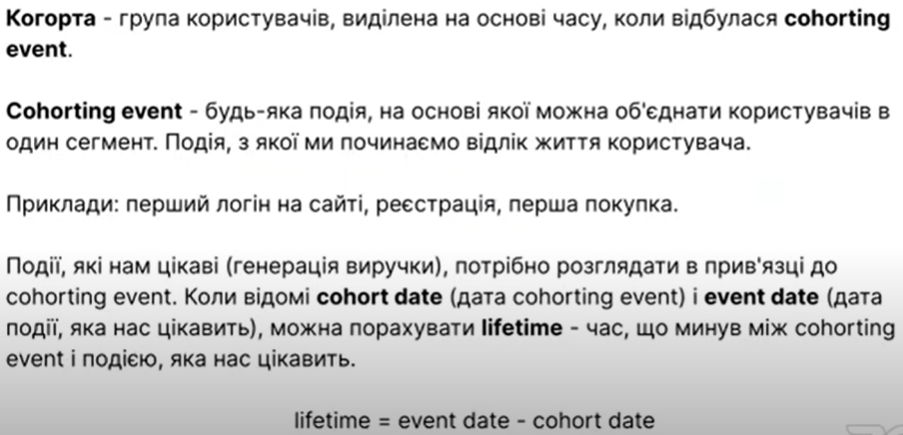 Когорта - група користувачів, виділена на основі часу, коли відбулася cohorting
event.
Cohorting event - будь-яка подія, на основі якої можна об'єднати користувачів в
один сегмент. Подія, з якої ми починаємо відлік життя користувача.
Приклади: перший логін на сайті, реєстрація, перша покупка.
Події, які нам цікаві (генерація виручки), потрібно розглядати в прив'язці до
cohorting event. Коли відомі cohort date (дата cohorting event) і event date (дата
події, яка нас цікавить), можна порахувати lifetime - час, що минув між cohorting
event і подією, яка нас цікавить.
lifetime = event date - cohort date